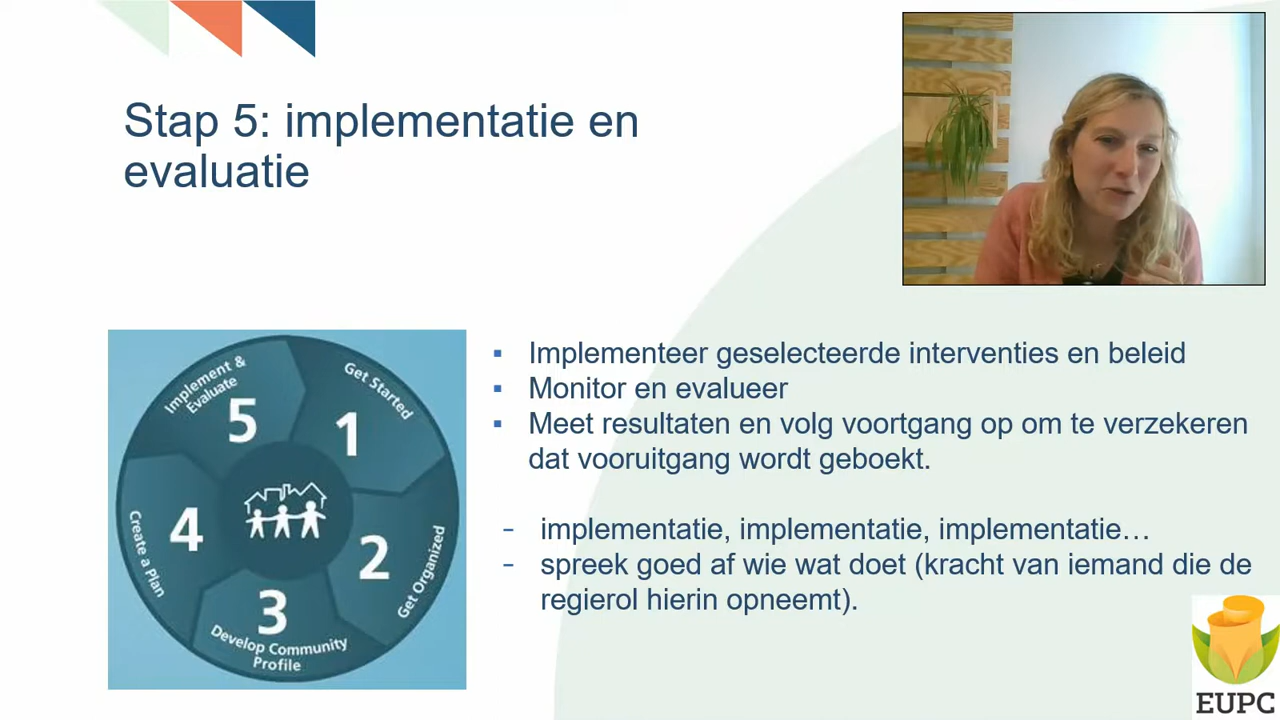 Stap 5: implementatie en
evaluatie
Implement &
Evaluate
5
Get Started
1
2
Get Organized
3
Develop Community
Profile
4
Create a Plan
▪ Implementeer geselecteerde interventies en beleid
▪ Monitor en evalueer
▪ Meet resultaten en volg voortgang op om te verzekeren
dat vooruitgang wordt geboekt.
- implementatie, implementatie, implementatie…
- spreek goed af wie wat doet (kracht van iemand die de
regierol hierin opneemt).
EUPC